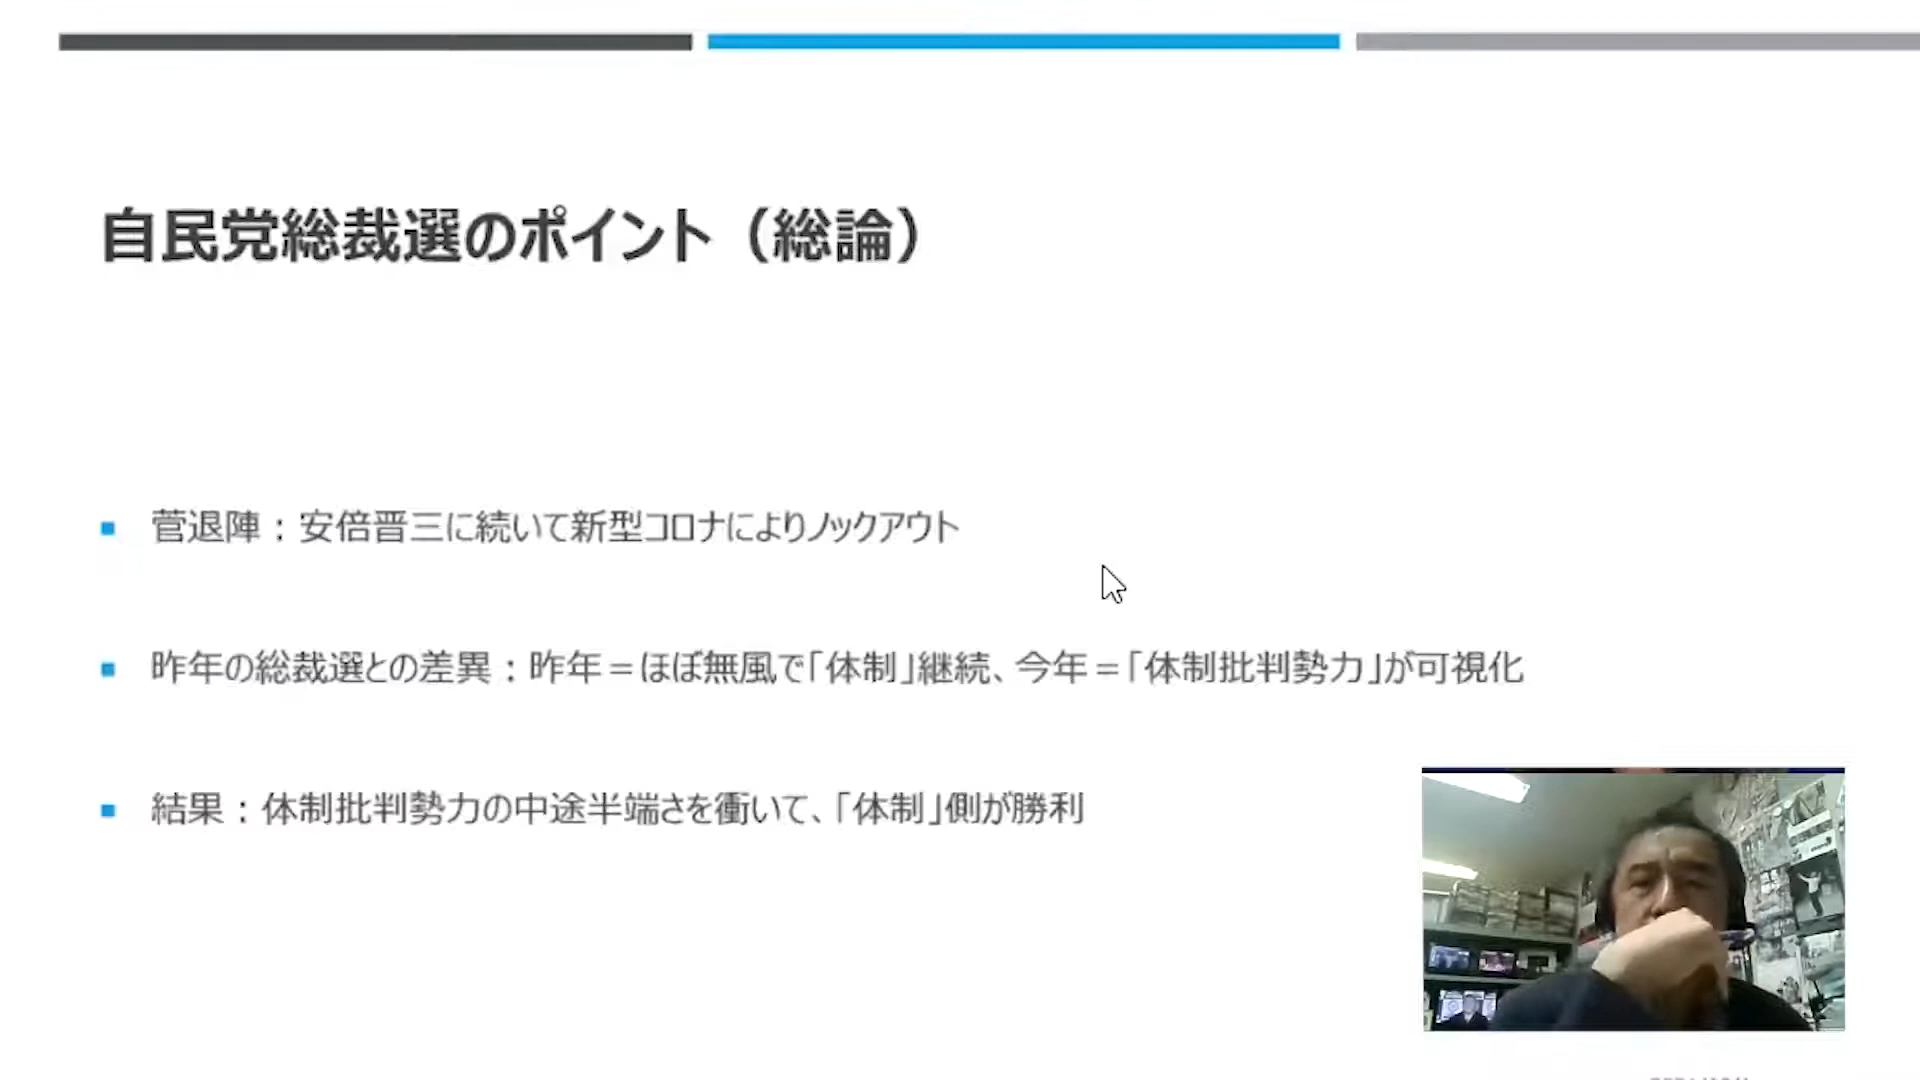 自民党総裁選のポイント（総論）
菅退陣：安倍晋三に続いて新型コロナによりノックアウト
昨年の総裁選との差異：昨年＝ほぼ無風で「体制」継続、今年＝「体制批判勢力」が可視化
結果：体制批判勢力の中途半端さを衝いて、「体制」側が勝利